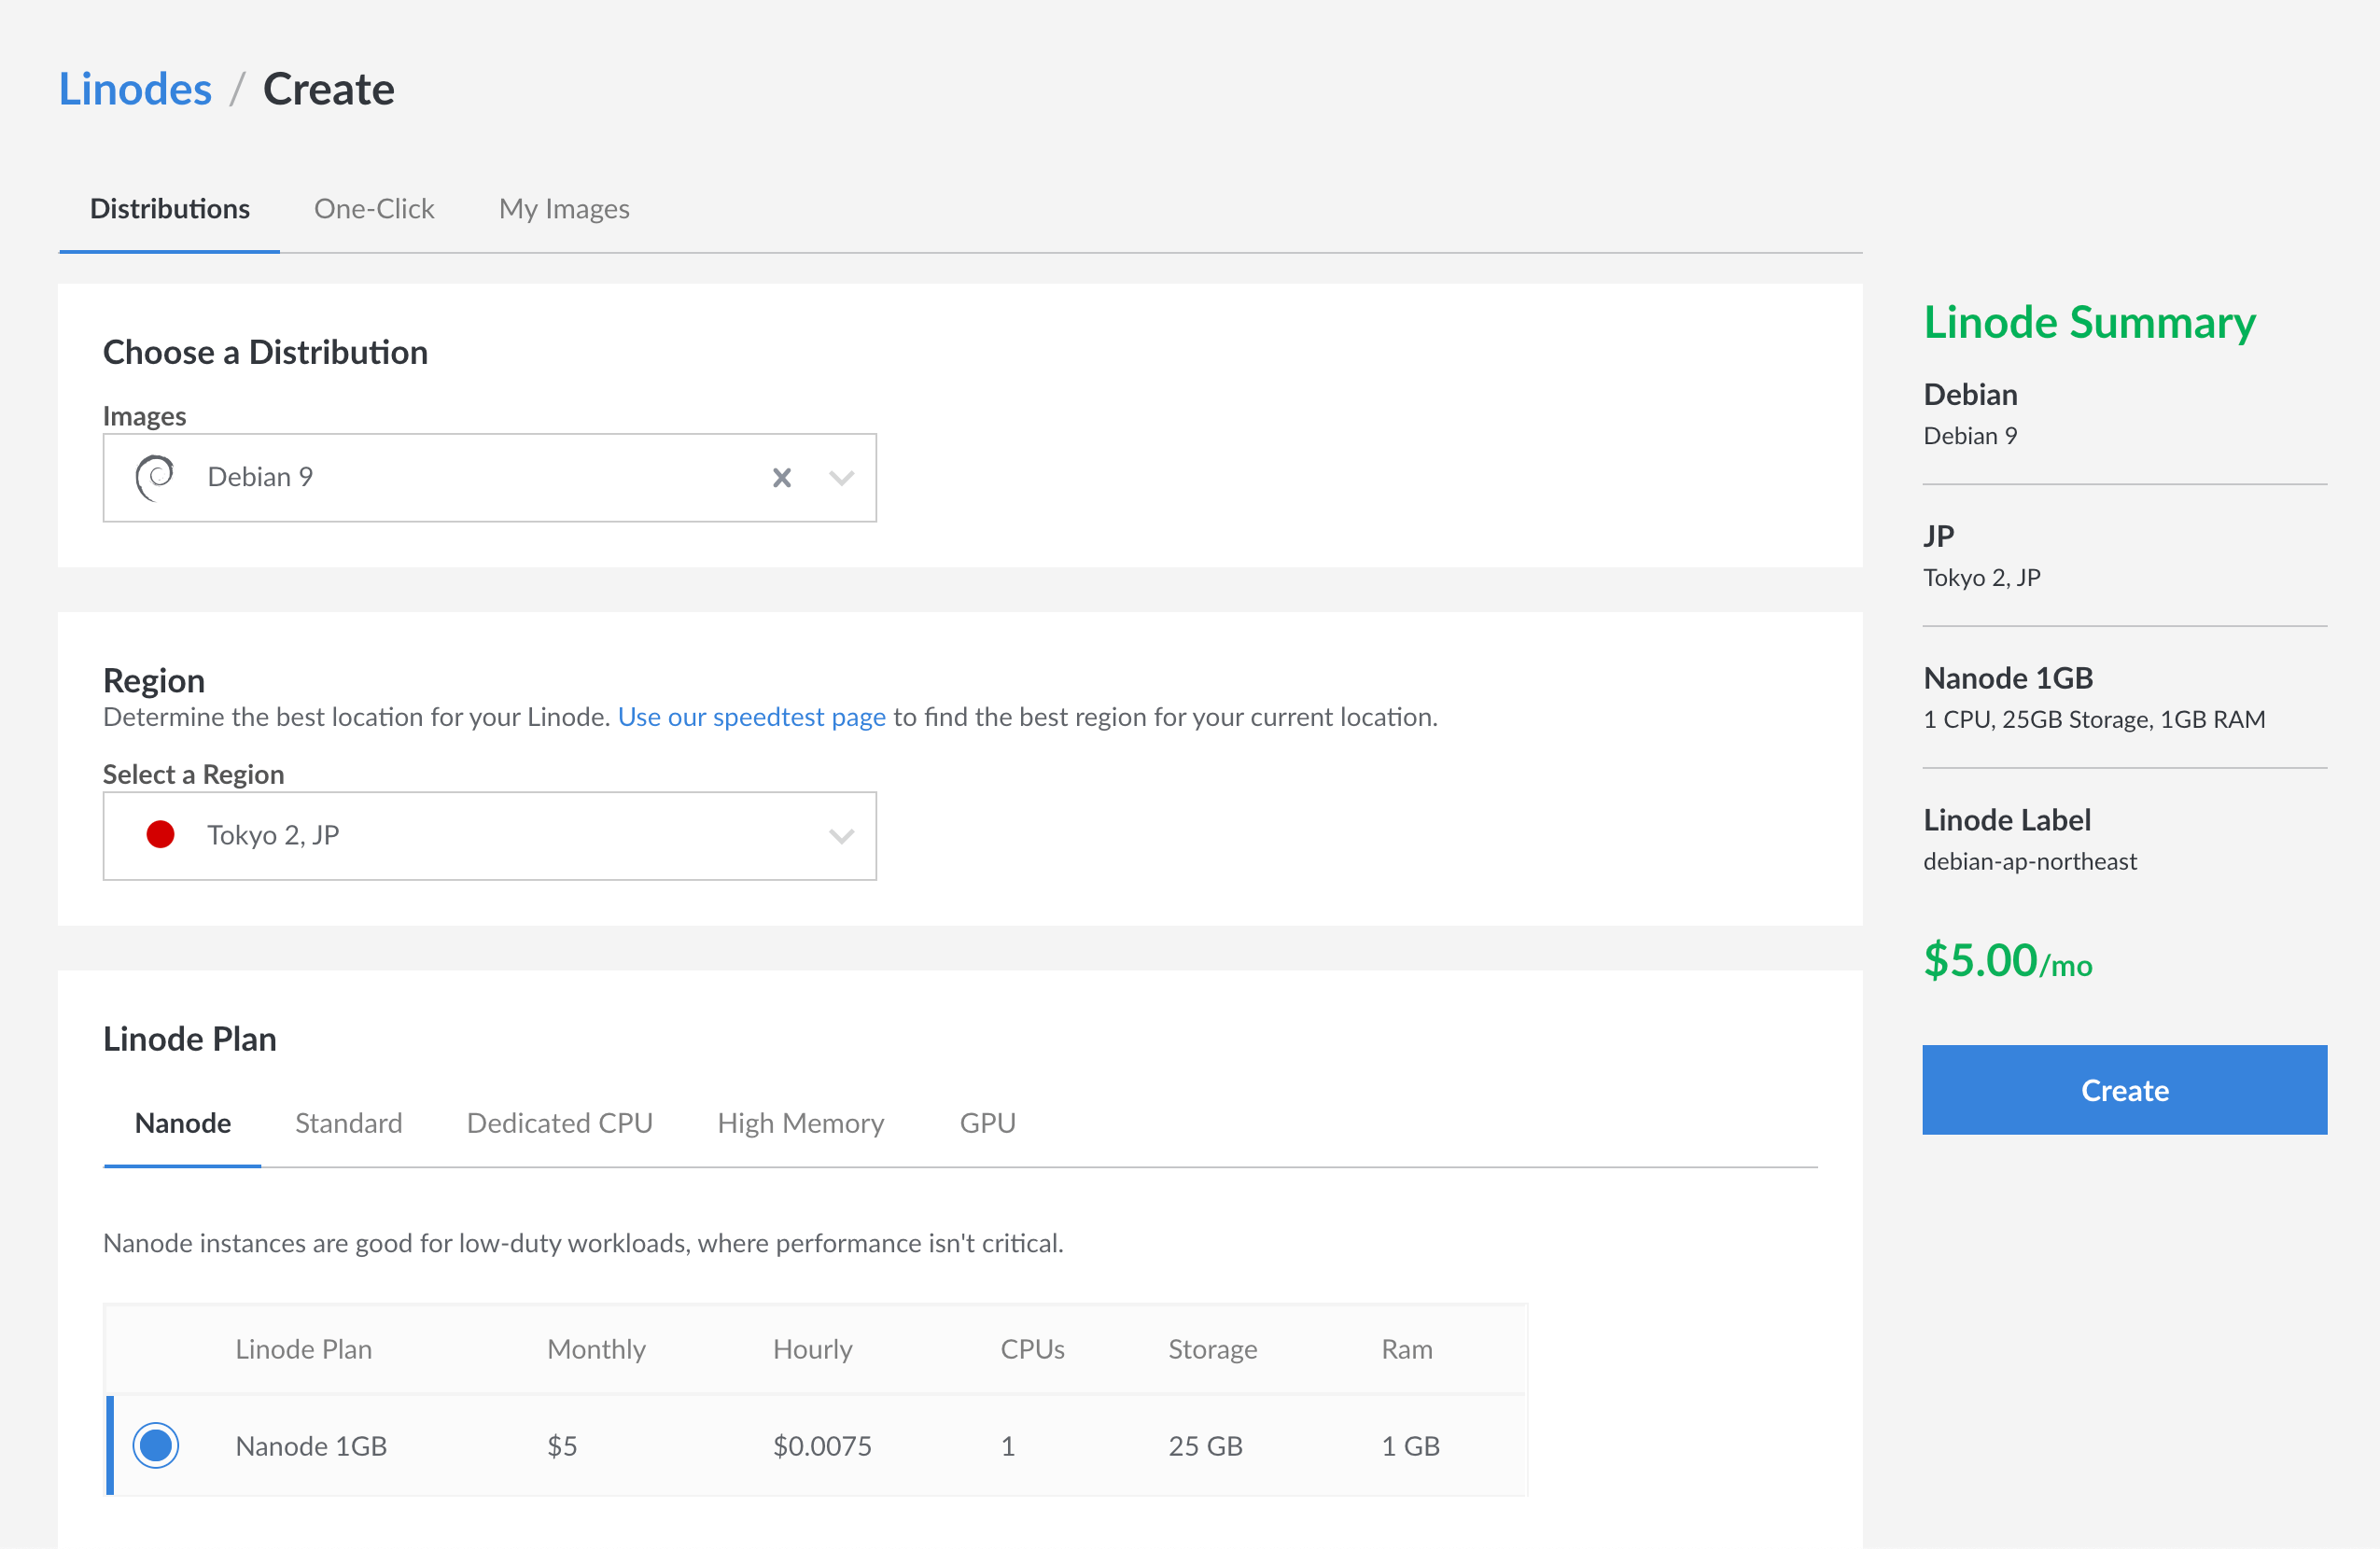 Linodes / Create
Distributions One-Click My Images
Choose a Distribution
Images
Debian 9
Region
Determine the best location for your Linode. Use our speedtest page to find the best region for your current location.
Select a Region
Tokyo 2, JP
Linode Plan
Nanode Standard Dedicated CPU High Memory GPU
Nanode instances are good for low-duty workloads, where performance isn't critical.
Linode Plan Monthly Hourly CPUs Storage Ram
Nanode 1GB $5 $0.0075 1 25 GB 1 GB
Linode Summary
Debian
Debian 9
JP
Tokyo 2, JP
Nanode 1GB
1 CPU, 25GB Storage, 1GB RAM
Linode Label
debian-ap-northeast
$5.00/mo
Create